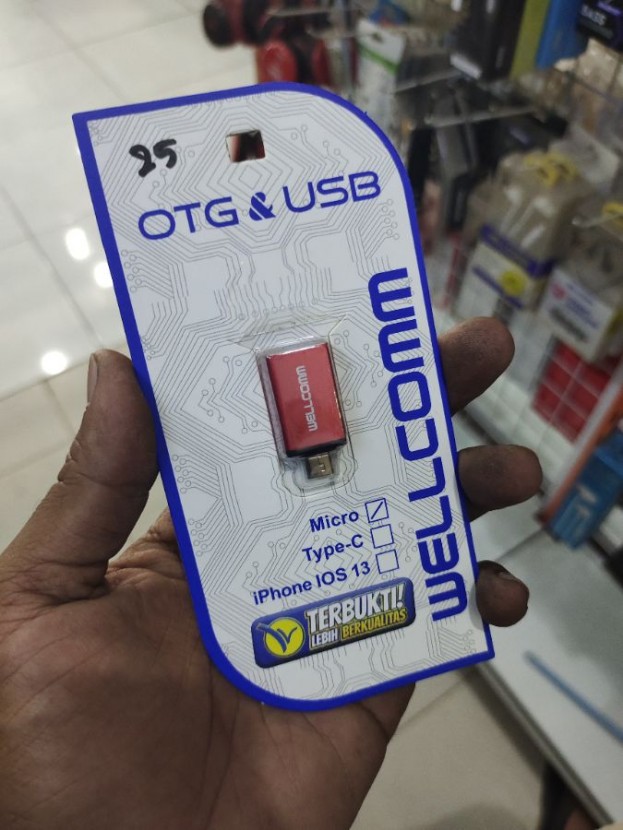 25
OTG & USB
WELLCOMM
WELLCOMM
Micro
Type-C
iPhone IOS 13
TERBUKTI!
LEBIH BERKUALITAS